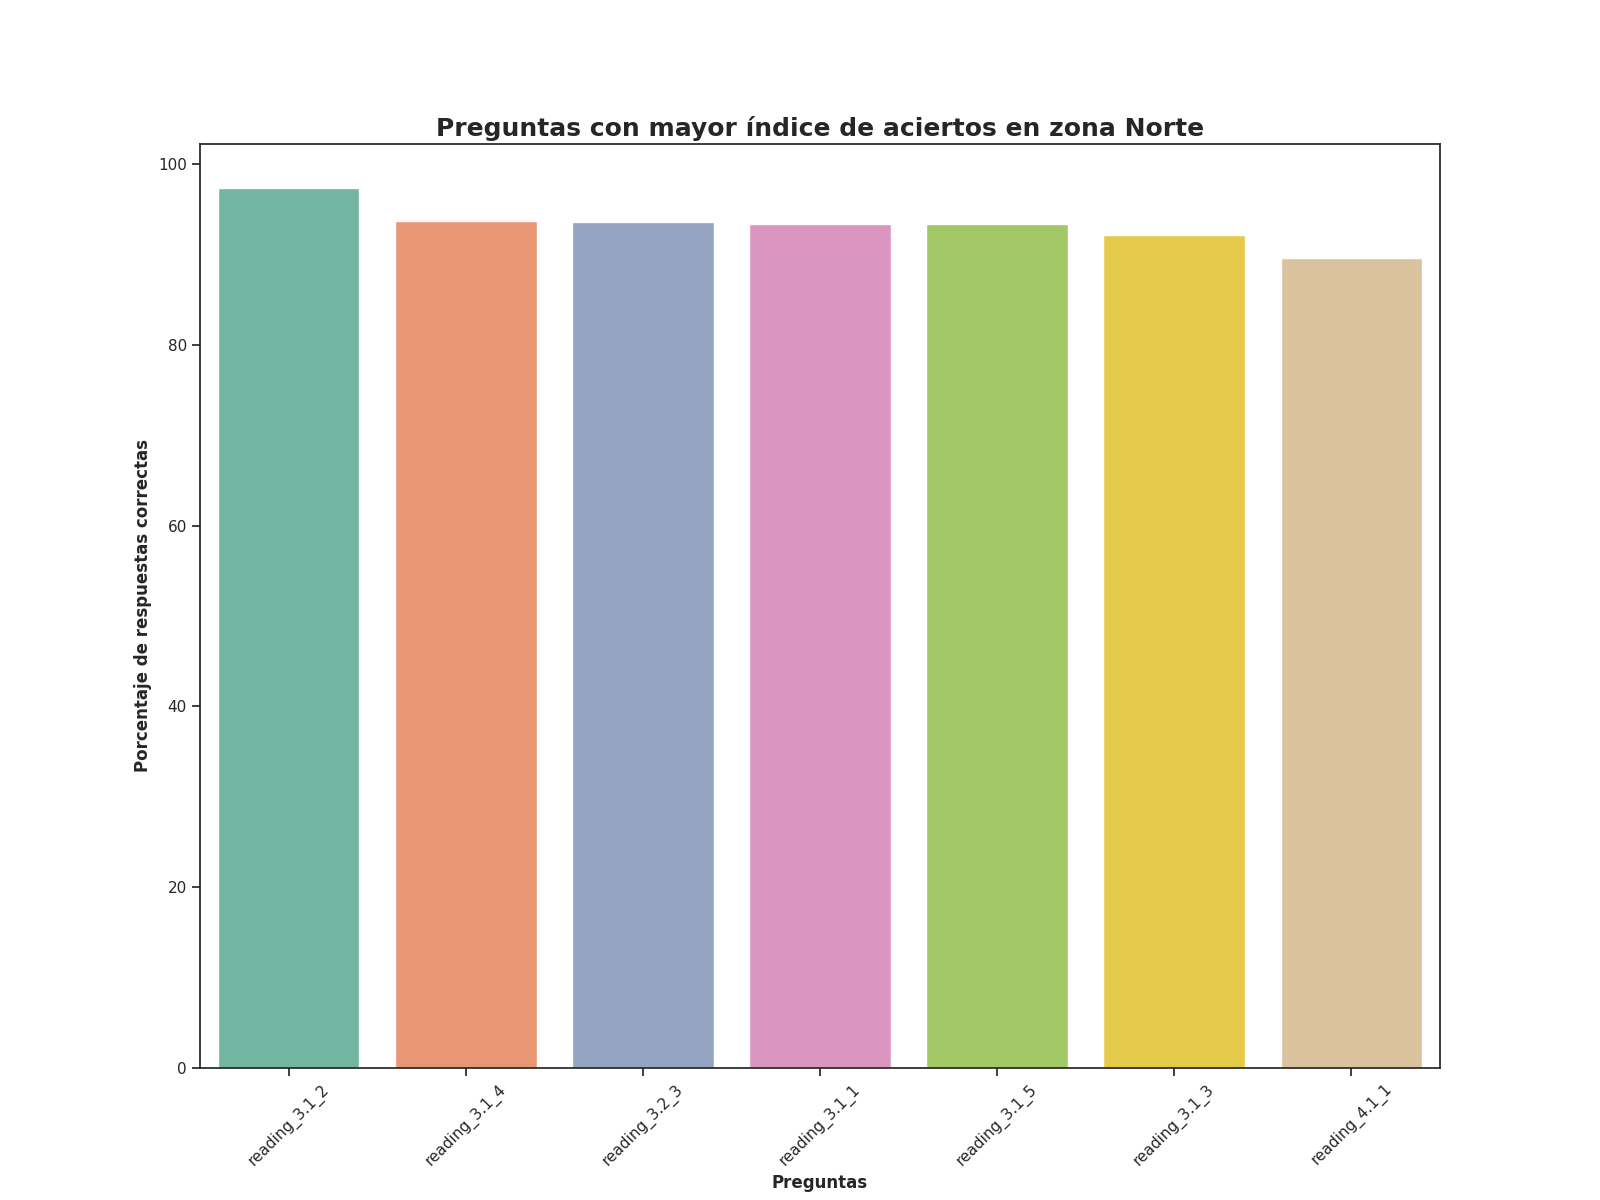 Preguntas con mayor índice de aciertos en zona Norte
Porcentaje de respuestas correctas
100
80
60
40
20
0
reading_3.1_2
reading_3.1_4
reading_3.2_3
reading_3.1_1
reading_3.1_5
reading_3.1_3
reading_4.1_1
Preguntas